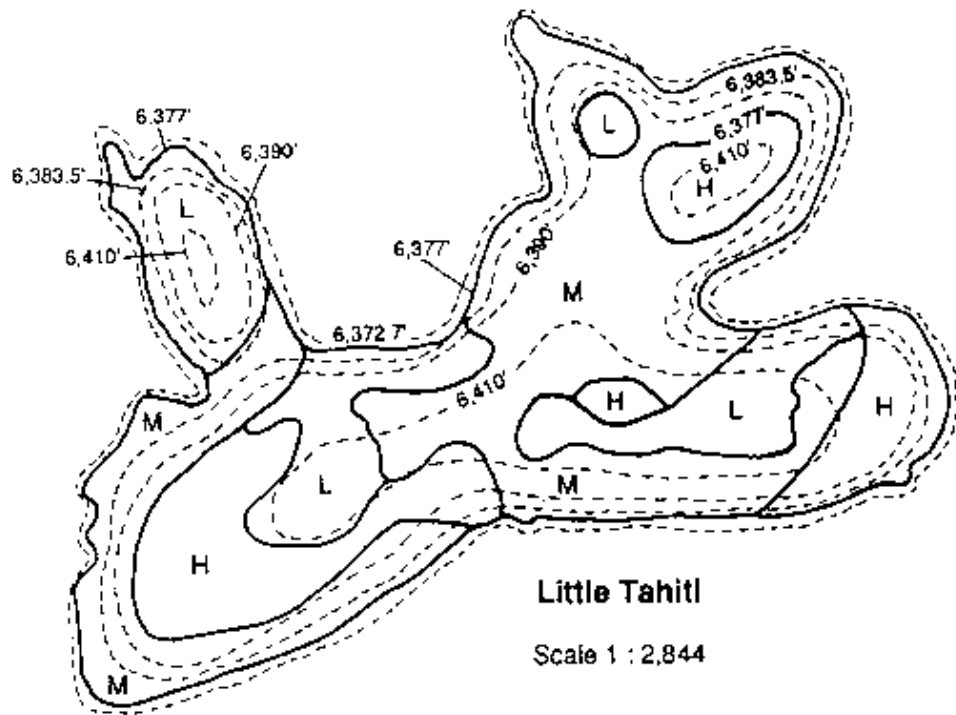 6,383.5'
6,377'
L
6,377'
6,410'
6,390'
H
6,383.5'
L
6,410'
6,377'
6,390'
M
6,372.7'
6,410'
H
L
H
M
L
M
H
Little Tahiti
Scale 1 : 2,844
M